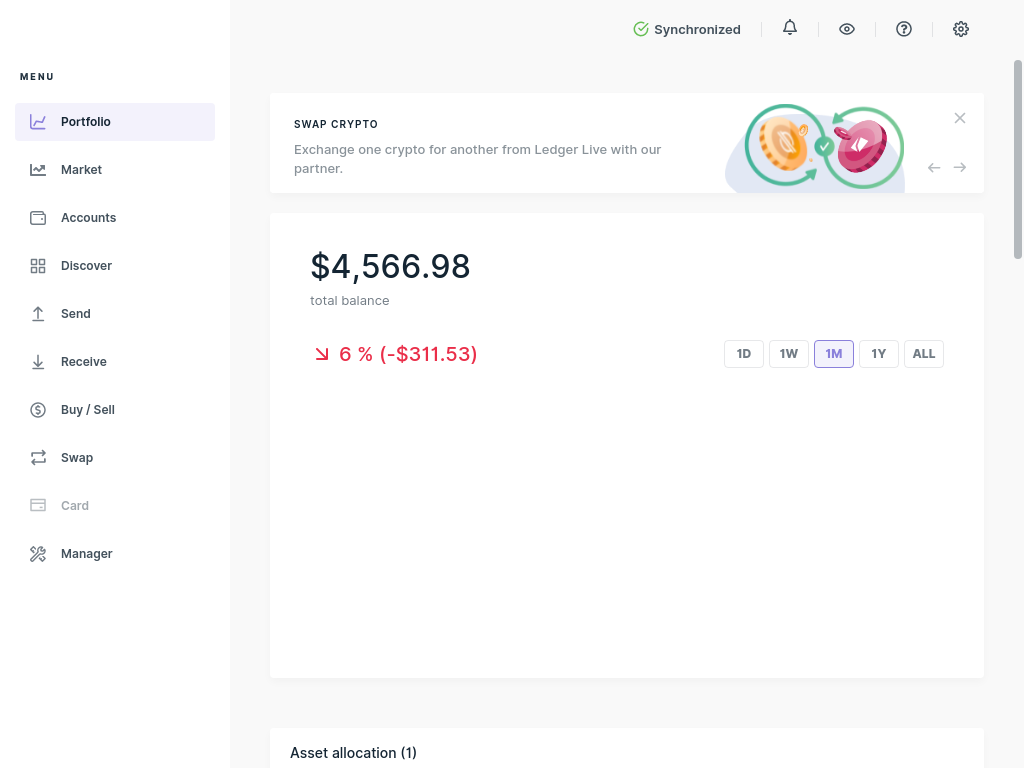 Synchronized
MENU
Portfolio
Market
Accounts
Discover
Send
Receive
Buy / Sell
Swap
Card
Manager
SWAP CRYPTO
Exchange one crypto for another from Ledger Live with our
partner.
$4,566.98
total balance
6 % (-$311.53)
1D
1W
1M
1Y
ALL
Asset allocation (1)